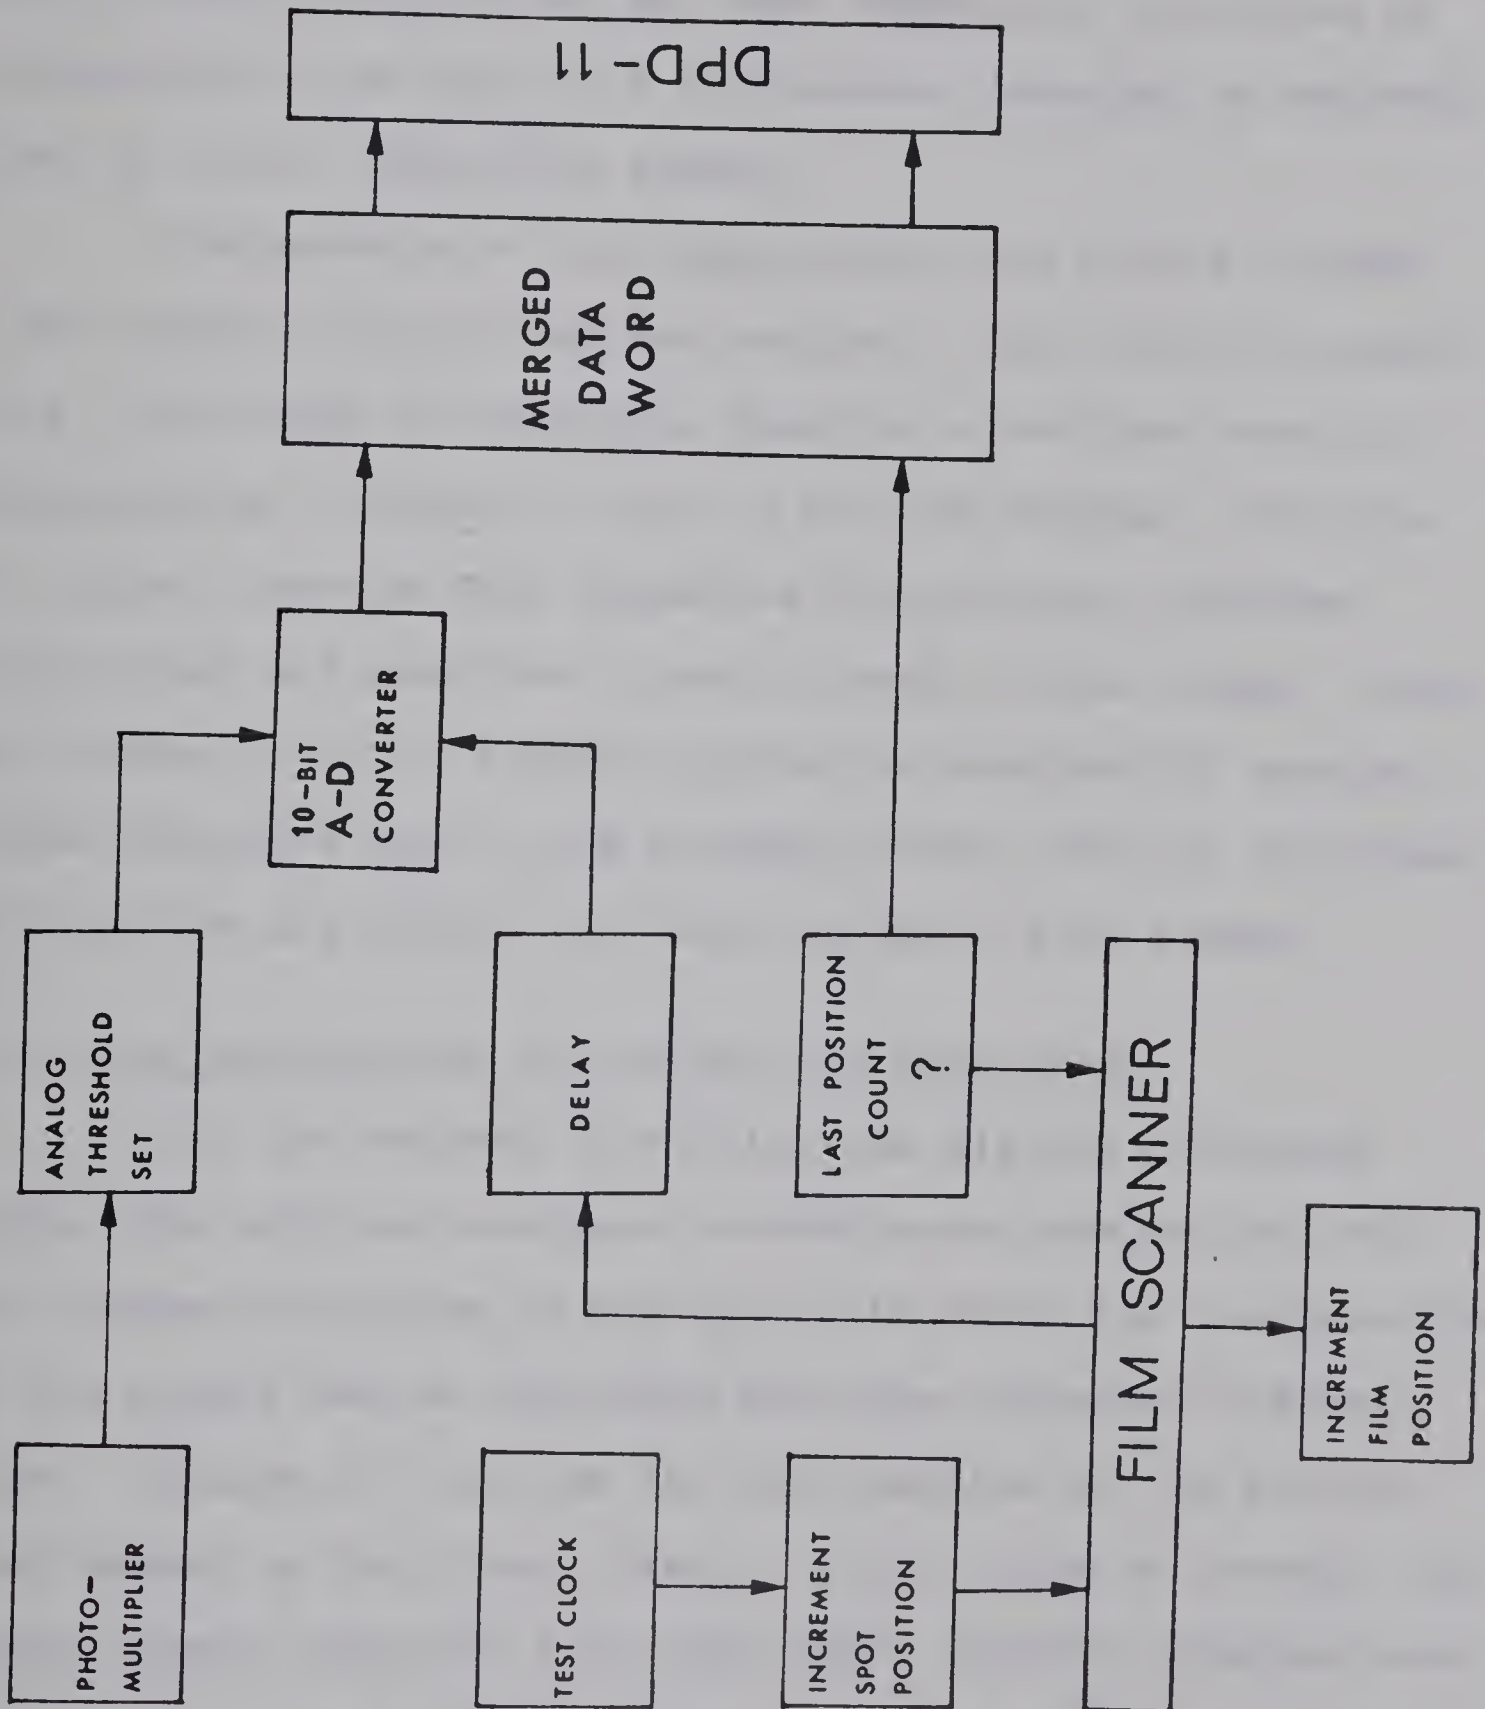 PHOTO-
MULTIPLIER
ANALOG
THRESHOLD
SET
10-BIT
A-D
CONVERTER
MERGED
DATA
WORD
DPD-11
TEST CLOCK
DELAY
INCREMENT
SPOT
POSITION
LAST POSITION
COUNT
?
FILM SCANNER
INCREMENT
FILM
POSITION